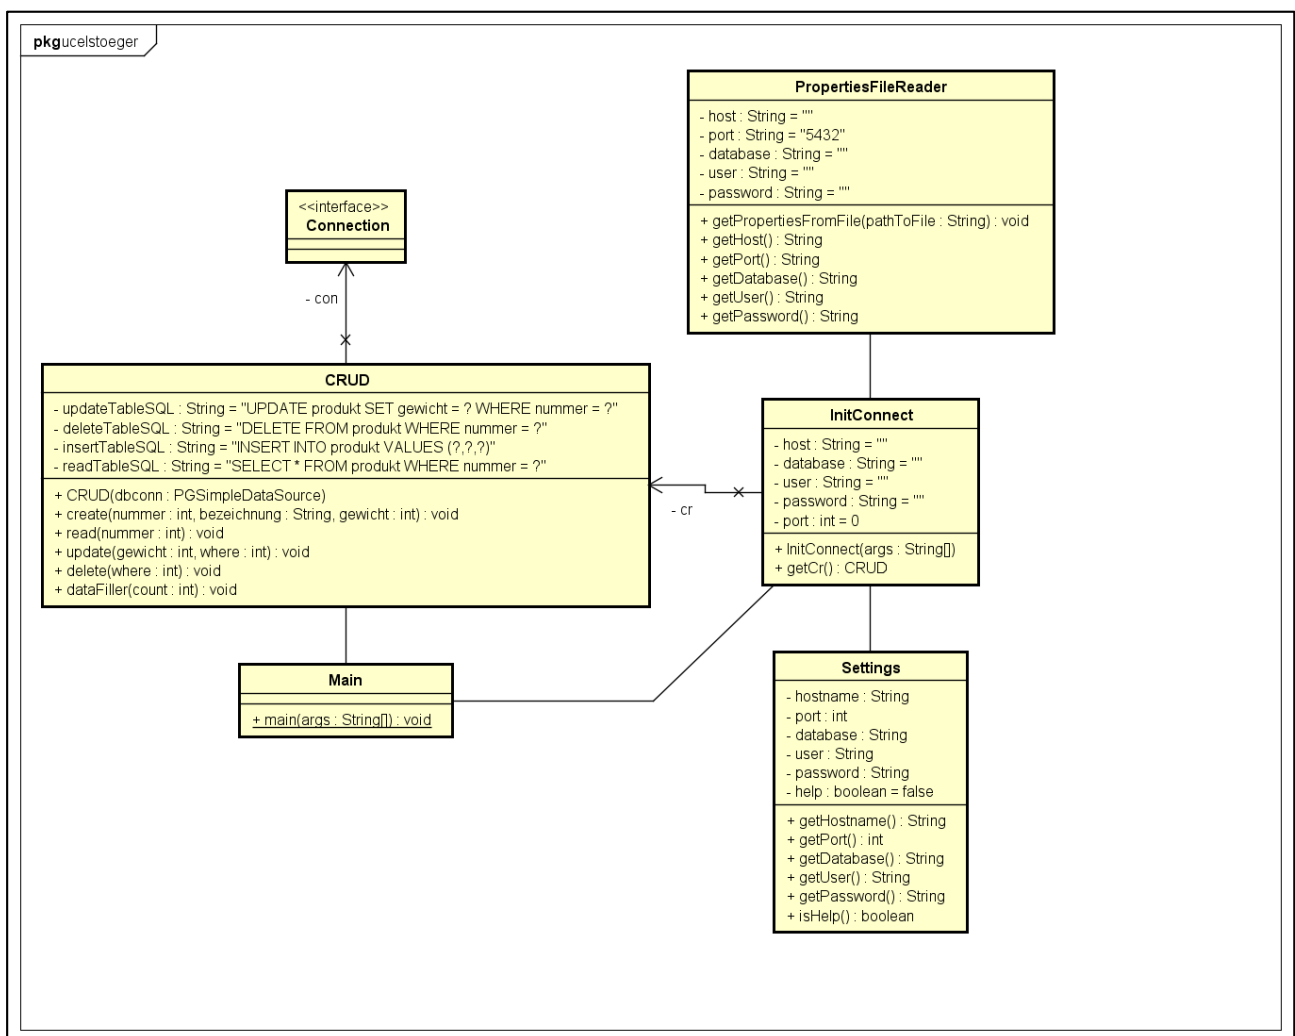 pkgucelstoeger
PropertiesFileReader
- host : String = ""
- port : String = "5432"
- database : String = ""
- user : String = ""
- password : String = ""
+ getPropertiesFromFile(pathToFile : String) : void
+ getHost() : String
+ getPort() : String
+ getDatabase() : String
+ getUser() : String
+ getPassword() : String
<<interface>>
Connection
- con
CRUD
- updateTableSQL : String = "UPDATE produkt SET gewicht = ? WHERE nummer = ?"
- deleteTableSQL : String = "DELETE FROM produkt WHERE nummer = ?"
- insertTableSQL : String = "INSERT INTO produkt VALUES (?,?,?)"
- readTableSQL : String = "SELECT * FROM produkt WHERE nummer = ?"
+ CRUD(dbconn : PGSimpleDataSource)
+ create(nummer : int, bezeichnung : String, gewicht : int) : void
+ read(nummer : int) : void
+ update(gewicht : int, where : int) : void
+ delete(where : int) : void
+ dataFiller(count : int) : void
- cr
InitConnect
- host : String = ""
- database : String = ""
- user : String = ""
- password : String = ""
- port : int = 0
+ InitConnect(args : String[])
+ getCr() : CRUD
Main
+ main(args : String[]) : void
Settings
- hostname : String
- port : int
- database : String
- user : String
- password : String
- help : boolean = false
+ getHostname() : String
+ getPort() : int
+ getDatabase() : String
+ getUser() : String
+ getPassword() : String
+ isHelp() : boolean